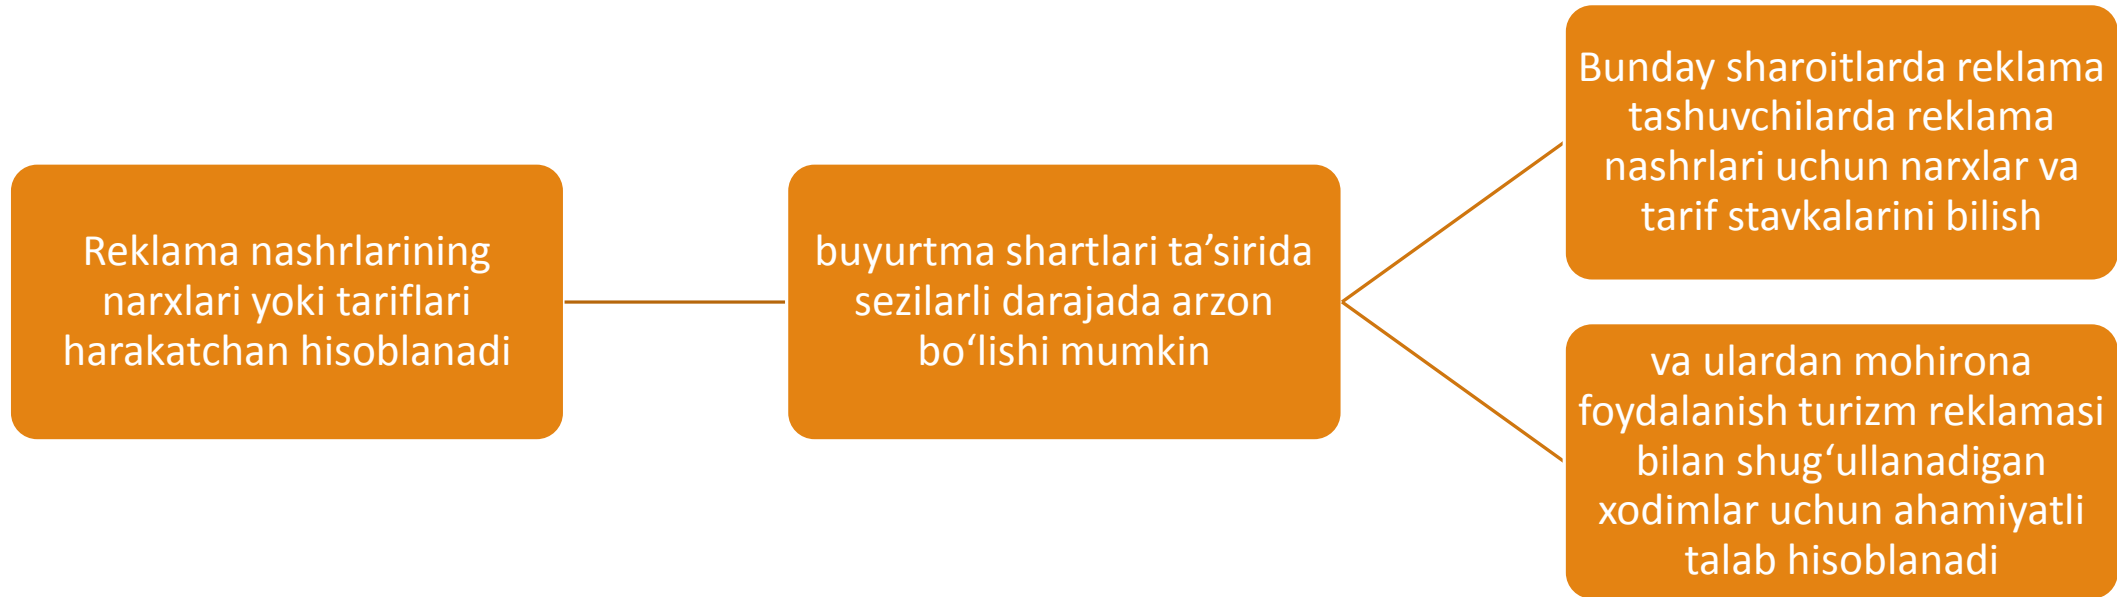 Reklama nashrlarining
narxlari yoki tariflari
harakatchan hisoblanadi
buyurtma shartlari ta’sirida
sezilarli darajada arzon
bo‘lishi mumkin
Bunday sharoitlarda reklama
tashuvchilarda reklama
nashrlari uchun narxlar va
tarif stavkalarini bilish
va ulardan mohirona
foydalanish turizm reklamasi
bilan shug‘ullanadigan
xodimlar uchun ahamiyatli
talab hisoblanadi